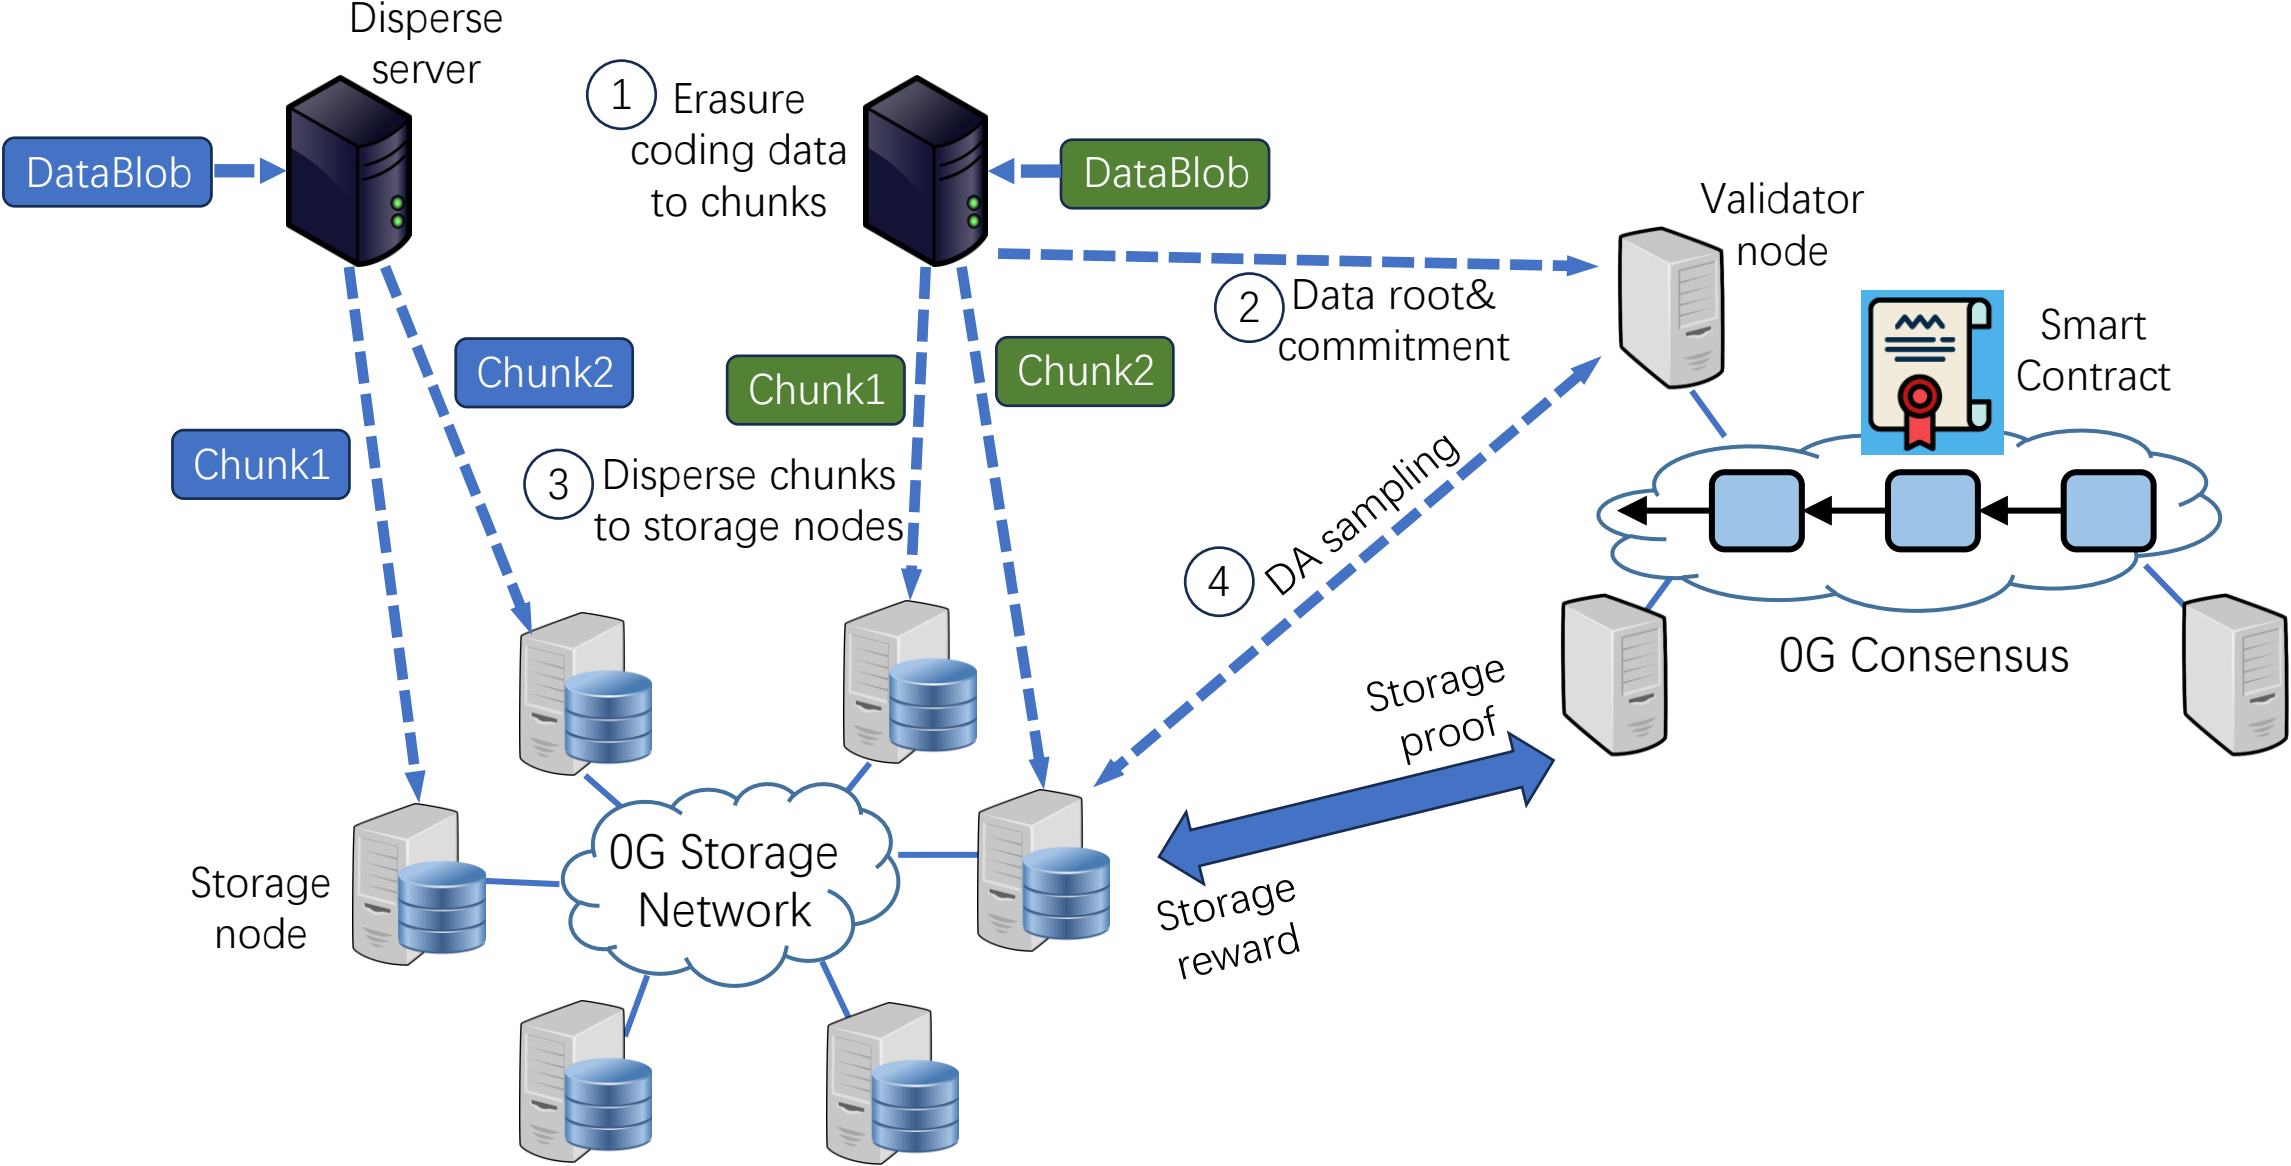 Disperse
server
DataBlob
1
Erasure
coding data
to chunks
DataBlob
Validator
node
2
Data root&
commitment
Smart
Contract
Chunk2
Chunk1
Chunk1
Chunk2
3
Disperse chunks
to storage nodes
4
DA sampling
0G Consensus
Storage
proof
Storage
reward
0G Storage
Network
Storage
node